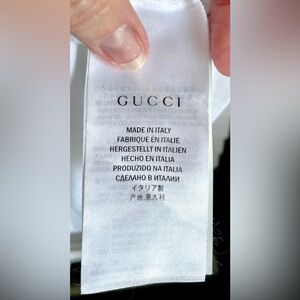 GUCCI
MADE IN ITALY
FABRIQUE EN ITALIE
HERGESTELLT IN ITALIEN
HECHO EN ITALIA
PRODUZIDO NA ITALIA
СДЕЛАНО В ИТАЛИИ
イタリア製
产地 意大利